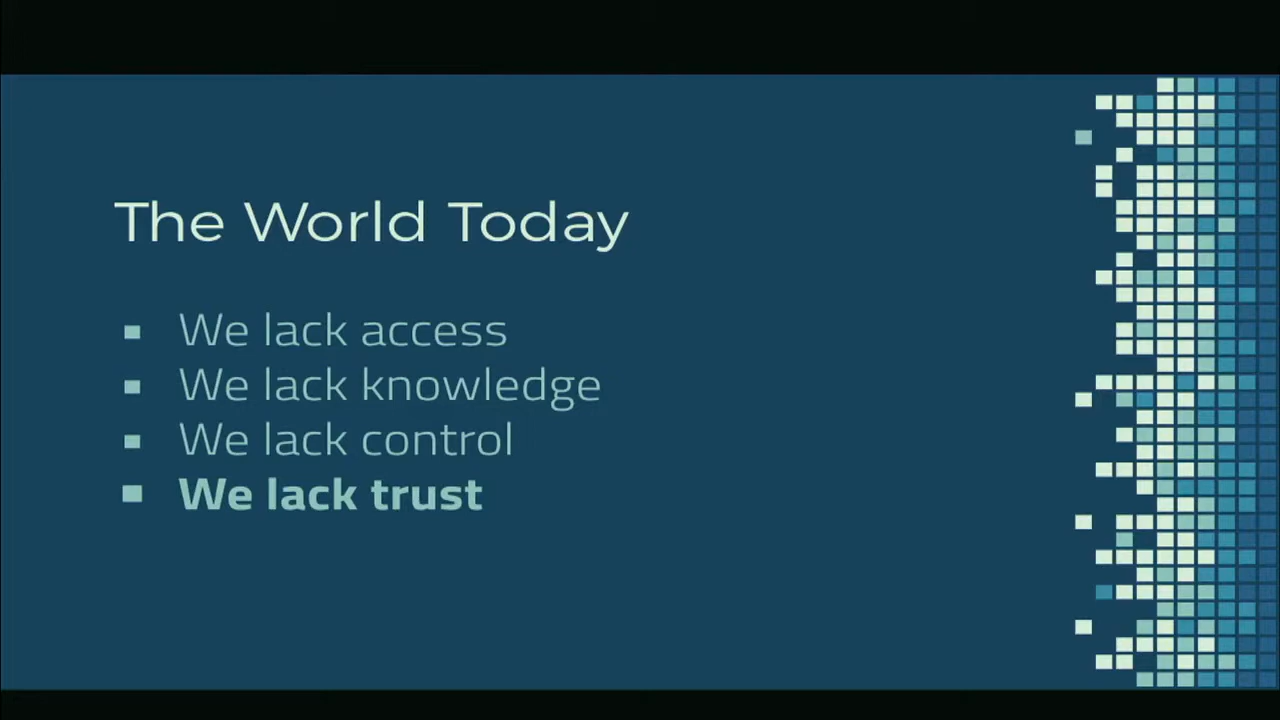 The World Today
We lack access
We lack knowledge
We lack control
We lack trust